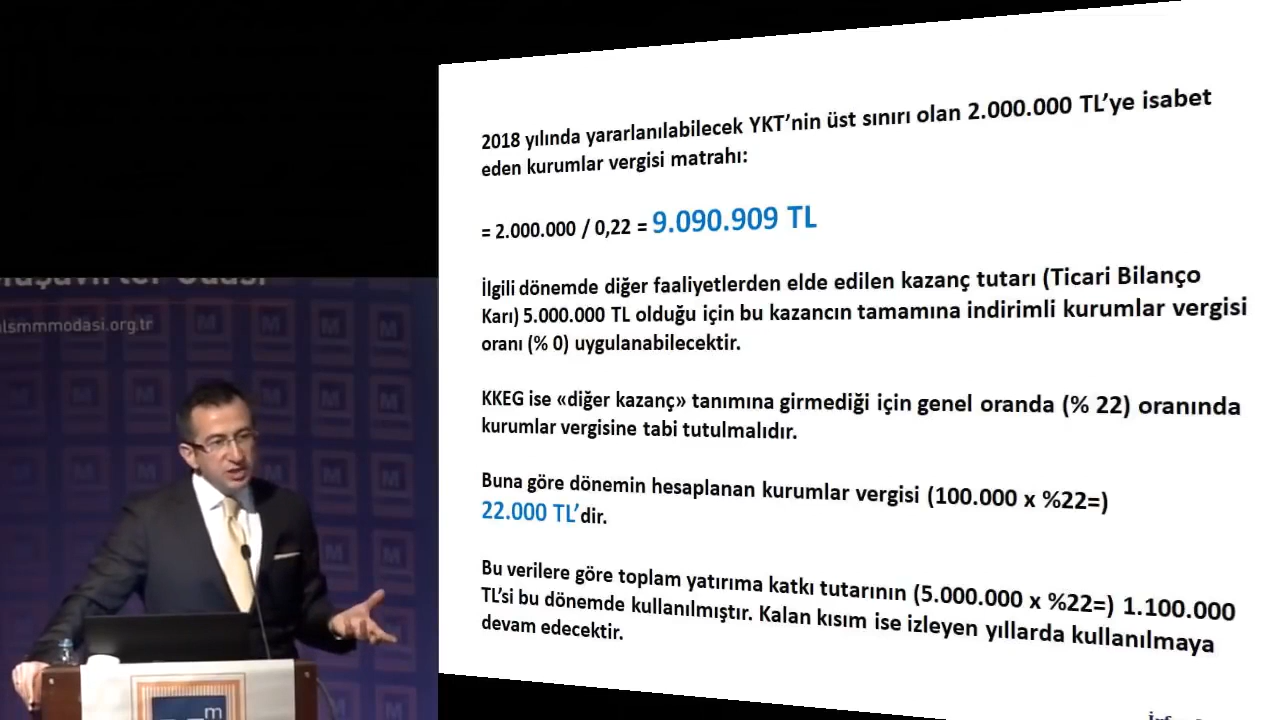 2018 yılında yararlanılabilecek YKT'nin üst sınırı olan 2.000.000 TL'ye isabet
eden kurumlar vergisi matrahı:
= 2.000.000 / 0,22 = 9.090.909 TL
İlgili dönemde diğer faaliyetlerden elde edilen kazanç tutarı (Ticari Bilanço
Karı) 5.000.000 TL olduğu için bu kazancın tamamına indirimli kurumlar vergisi
oranı (% 0) uygulanabilecektir.
KKEG ise «diğer kazanç» tanımına girmediği için genel oranda (% 22) oranında
kurumlar vergisine tabi tutulmalıdır.
Buna göre dönemin hesaplanan kurumlar vergisi (100.000 x %22=)
22.000 TL'dir.
Bu verilere göre toplam yatırıma katkı tutarının (5.000.000 x %22=) 1.100.000
TL'si bu dönemde kullanılmıştır. Kalan kısım ise izleyen yıllarda kullanılmaya
devam edecektir.
lsmmmodasi.org.tr
M
m